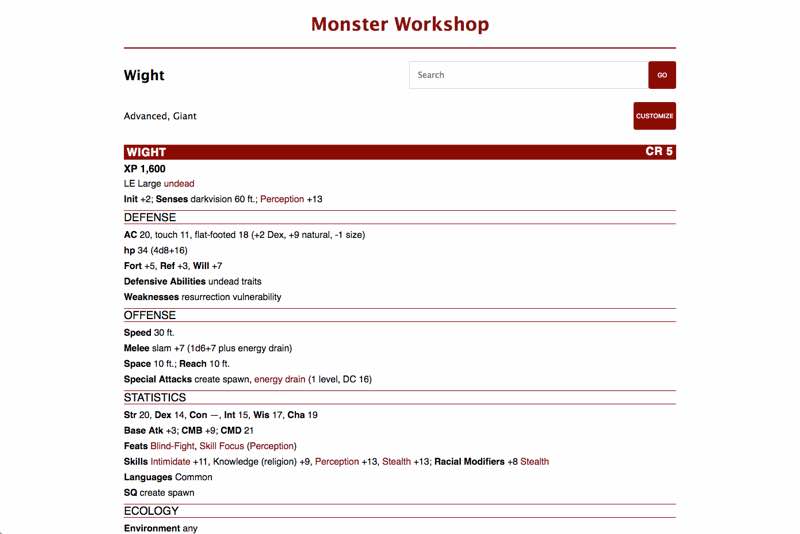 Monster Workshop
Wight
Search
GO
Advanced, Giant
CUSTOMIZE
WIGHT CR 5
XP 1,600
LE Large undead
Init +2; Senses darkvision 60 ft.; Perception +13
DEFENSE
AC 20, touch 11, flat-footed 18 (+2 Dex, +9 natural, -1 size)
hp 34 (4d8+16)
Fort +5, Ref +3, Will +7
Defensive Abilities undead traits
Weaknesses resurrection vulnerability
OFFENSE
Speed 30 ft.
Melee slam +7 (1d6+7 plus energy drain)
Space 10 ft.; Reach 10 ft.
Special Attacks create spawn, energy drain (1 level, DC 16)
STATISTICS
Str 20, Dex 14, Con —, Int 15, Wis 17, Cha 19
Base Atk +3; CMB +9; CMD 21
Feats Blind-Fight, Skill Focus (Perception)
Skills Intimidate +11, Knowledge (religion) +9, Perception +13, Stealth +13; Racial Modifiers +8 Stealth
Languages Common
SQ create spawn
ECOLOGY
Environment any